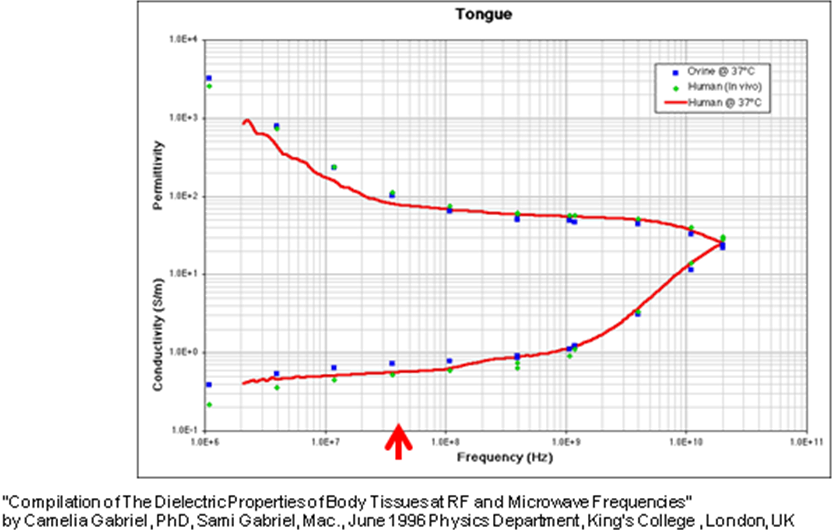 Tongue
1.0E+4
1.0E+3
1.0E+2
1.0E+1
1.0E+0
1.0E-1
Permittivity
Conductivity (S/m)
Ovine @ 37°C
Human (In vivo)
Human @ 37°C
1.0E+6 1.0E+7 1.0E+8 1.0E+9 1.0E+10 1.0E+11
Frequency (Hz)
"Compilation of The Dielectric Properties of Body Tissues at RF and Microwave Frequencies"
by Camelia Gabriel, PhD, Sami Gabriel, Mac., June 1996 Physics Department, King's College , London, UK